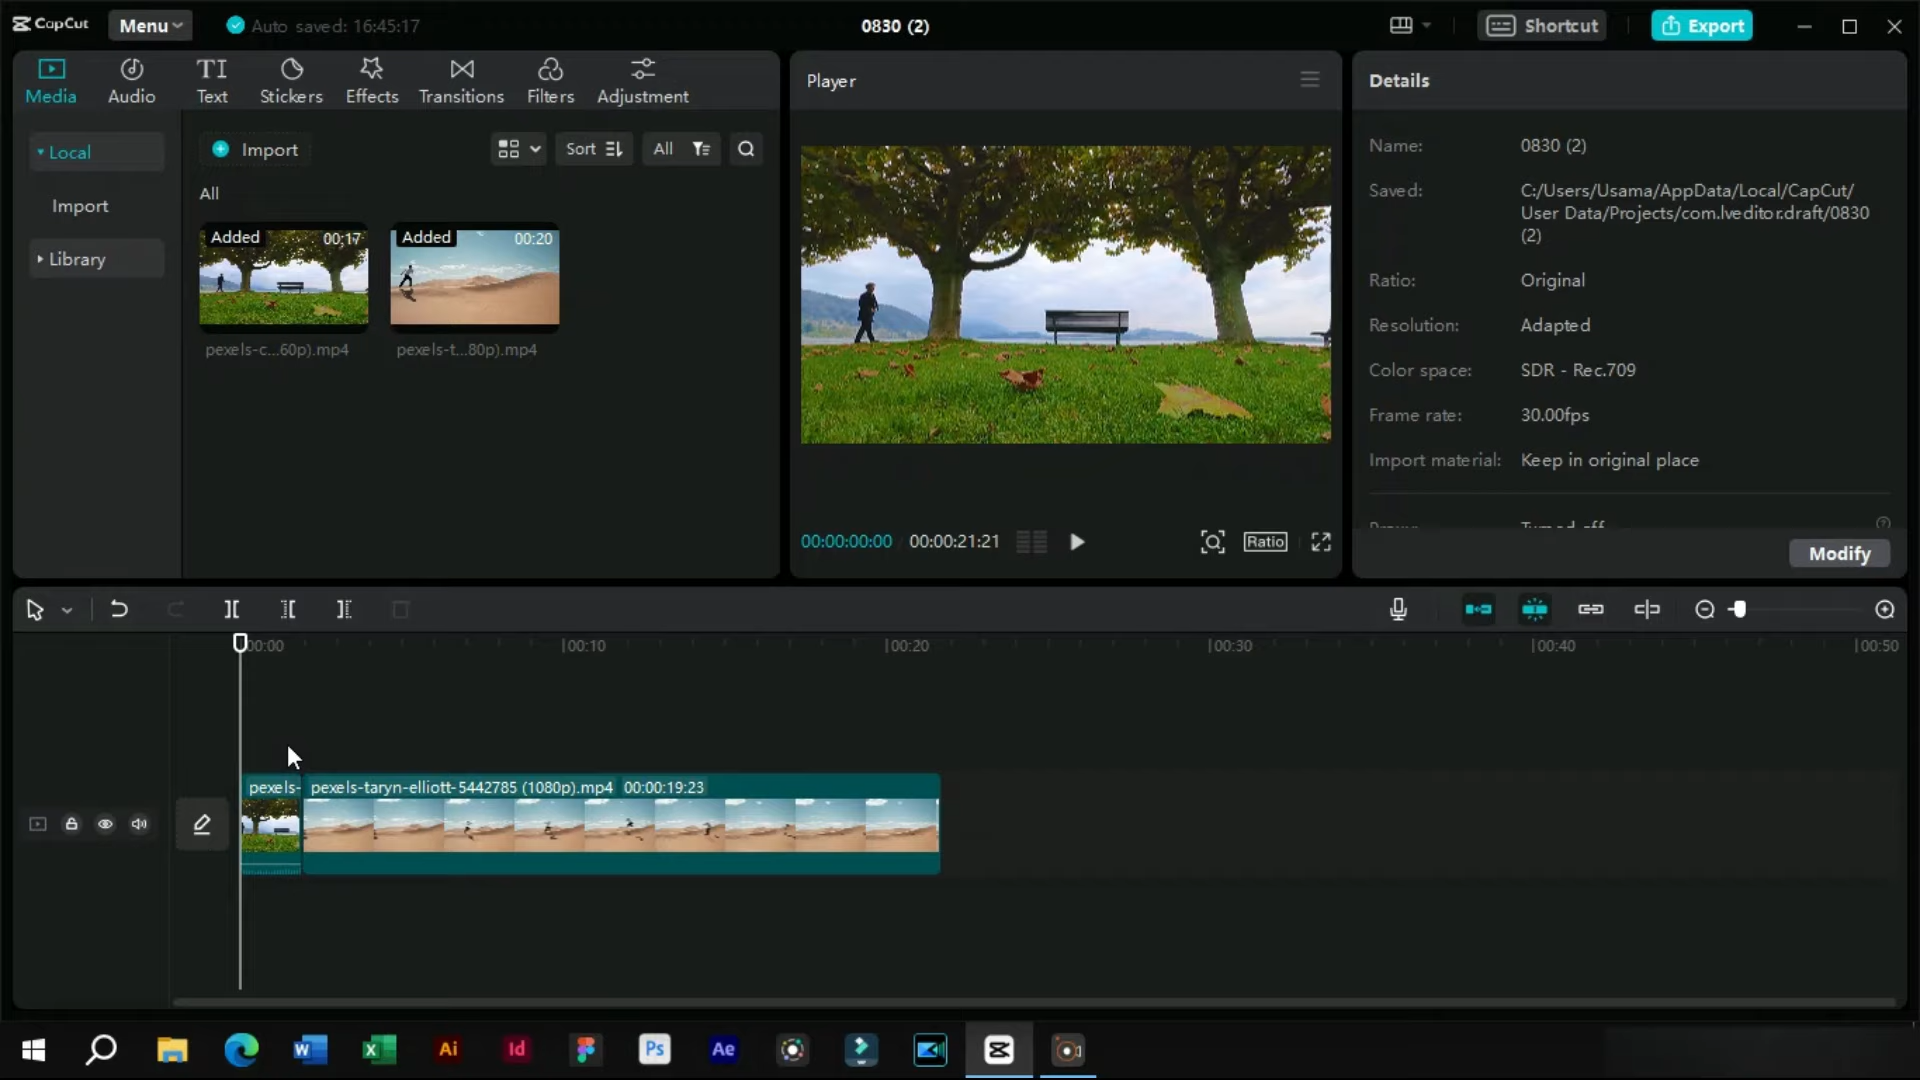 CapCut
Menu
Auto saved: 16:45:17
0830 (2)
Shortcut
Export
Media
Audio
TI
Text
Stickers
Effects
Transitions
Filters
Adjustment
Local
Import
Library
Import
Sort
All
All
Added
00:17
pexels-c...60p).mp4
Added
00:20
pexels-t...80p).mp4
Player
00:00:00:00
00:00:21:21
Ratio
Details
Name:
0830 (2)
Saved:
C:/Users/Usama/AppData/Local/CapCut/
User Data/Projects/com.lveditor.draft/0830
(2)
Ratio:
Original
Resolution:
Adapted
Color space:
SDR - Rec.709
Frame rate:
30.00fps
Import material:
Keep in original place
Modify
00:00
00:10
00:20
00:30
00:40
00:50
pexels-
pexels-taryn-elliott-5442785 (1080p).mp4 00:00:19:23
W
X
Ai
Id
Ps
Ae